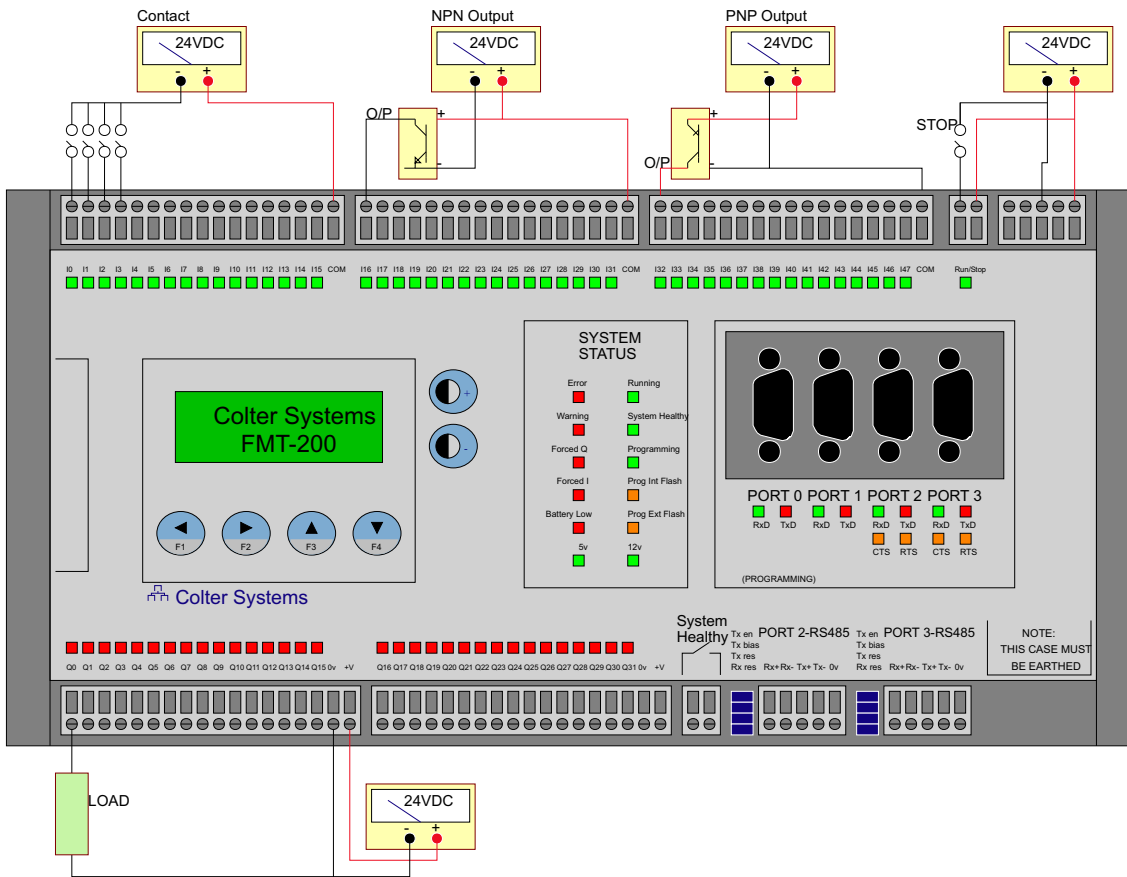 Contact
NPN Output
PNP Output
24VDC
24VDC
24VDC
24VDC
- +
- +
- +
- +
O/P
+
-
O/P
+
-
STOP
I0 I1 I2 I3 I4 I5 I6 I7 I8 I9 I10 I11 I12 I13 I14 I15 COM
I16 I17 I18 I19 I20 I21 I22 I23 I24 I25 I26 I27 I28 I29 I30 I31 COM
I32 I33 I34 I35 I36 I37 I38 I39 I40 I41 I42 I43 I44 I45 I46 I47 COM
Run/Stop
Colter Systems
FMT-200
+
-
F1 F2 F3 F4
Colter Systems
SYSTEM
STATUS
Error Running
Warning System Healthy
Forced Q Programming
Forced I Prog Int Flash
Battery Low Prog Ext Flash
5v 12v
PORT 0 PORT 1 PORT 2 PORT 3
RxD TxD RxD TxD RxD TxD RxD TxD
CTS RTS CTS RTS
(PROGRAMMING)
Q0 Q1 Q2 Q3 Q4 Q5 Q6 Q7 Q8 Q9 Q10 Q11 Q12 Q13 Q14 Q15 0v +V
Q16 Q17 Q18 Q19 Q20 Q21 Q22 Q23 Q24 Q25 Q26 Q27 Q28 Q29 Q30 Q31 0v +V
System
Healthy
Tx en PORT 2-RS485
Tx bias
Tx res
Rx res Rx+ Rx- Tx+ Tx- 0v
Tx en PORT 3-RS485
Tx bias
Tx res
Rx res Rx+ Rx- Tx+ Tx- 0v
NOTE:
THIS CASE MUST
BE EARTHED
LOAD
24VDC
- +